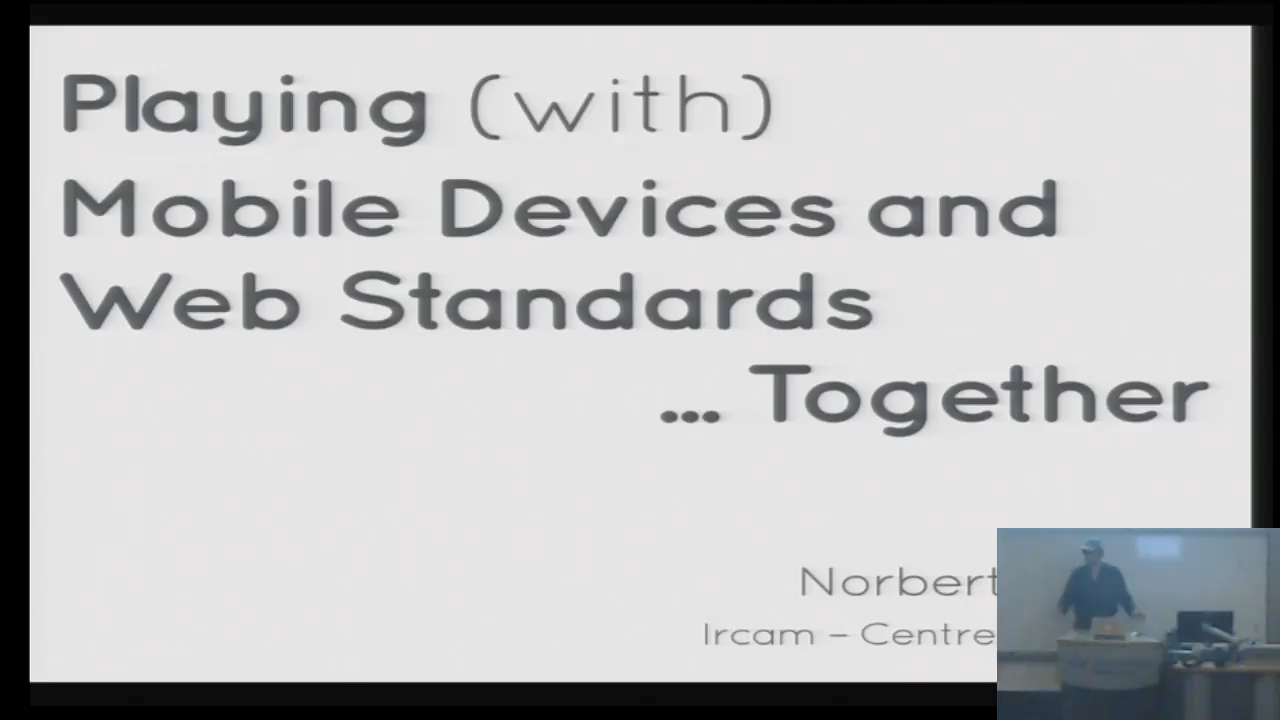 Playing (with)
Mobile Devices and
Web Standards
... Together
Norbert
Ircam – Centre